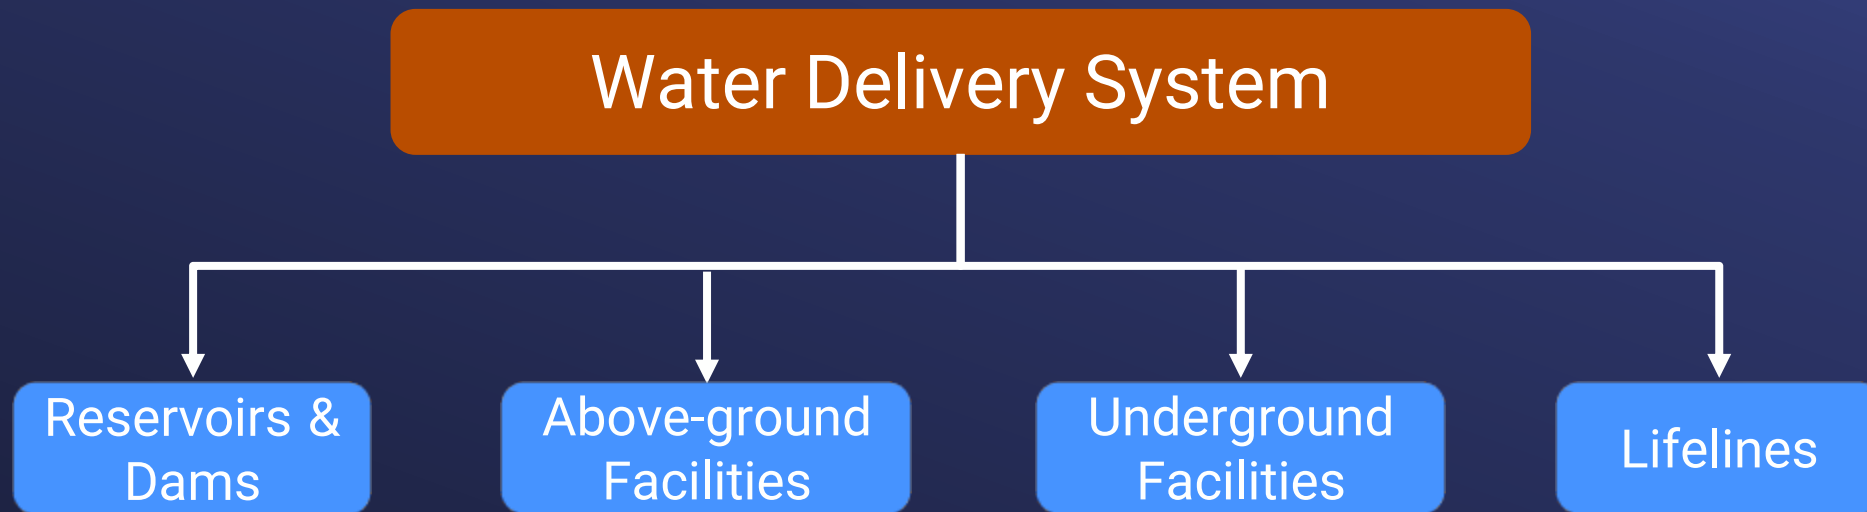 Water Delivery System
Reservoirs &
Dams
Above-ground
Facilities
Underground
Facilities
Lifelines